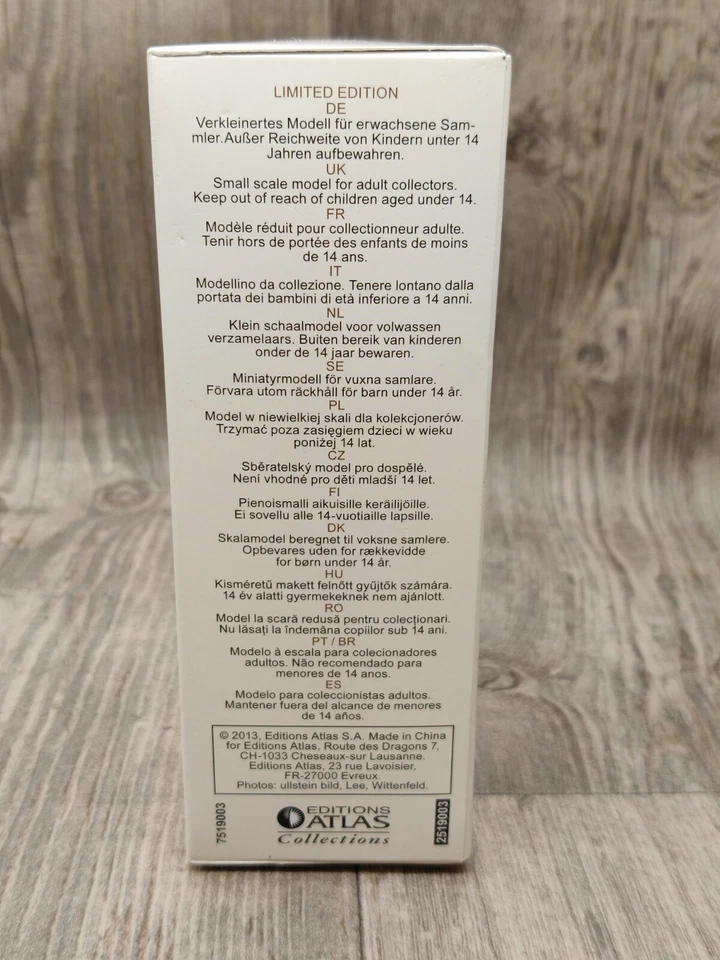 LIMITED EDITION
DE
Verkleinertes Modell für erwachsene Sam-
mler.Außer Reichweite von Kindern unter 14
Jahren aufbewahren.
UK
Small scale model for adult collectors.
Keep out of reach of children aged under 14.
FR
Modèle réduit pour collectionneur adulte.
Tenir hors de portée des enfants de moins
de 14 ans.
IT
Modellino da collezione. Tenere lontano dalla
portata dei bambini di età inferiore a 14 anni.
NL
Klein schaalmodel voor volwassen
verzamelaars. Buiten bereik van kinderen
onder de 14 jaar bewaren.
SE
Miniatyrmodell för vuxna samlare.
Förvara utom räckhåll för barn under 14 år.
PL
Model w niewielkiej skali dla kolekcjonerów.
Trzymać poza zasięgiem dzieci w wieku
poniżej 14 lat.
CZ
Sběratelský model pro dospělé.
Není vhodné pro děti mladší 14 let.
FI
Pienoismalli aikuisille keräilijöille.
Ei sovellu alle 14-vuotiaille lapsille.
DK
Skalamodel beregnet til voksne samlere.
Opbevares uden for rækkevidde
for børn under 14 år.
HU
Kisméretű makett felnőtt gyűjtők számára.
14 év alatti gyermekeknek nem ajánlott.
RO
Model la scară redusă pentru colecționari.
Nu lăsați la îndemâna copiilor sub 14 ani.
PT / BR
Modelo à escala para colecionadores
adultos. Não recomendado para
menores de 14 anos.
ES
Modelo para coleccionistas adultos.
Mantener fuera del alcance de menores
de 14 años.
© 2013, Editions Atlas S.A. Made in China
for Editions Atlas, Route des Dragons 7,
CH-1033 Cheseaux-sur Lausanne.
Editions Atlas, 23 rue Lavoisier,
FR-27000 Evreux.
Photos: ullstein bild, Lee, Wittenfeld.
7519003
EDITIONS
ATLAS
Collections
2519003